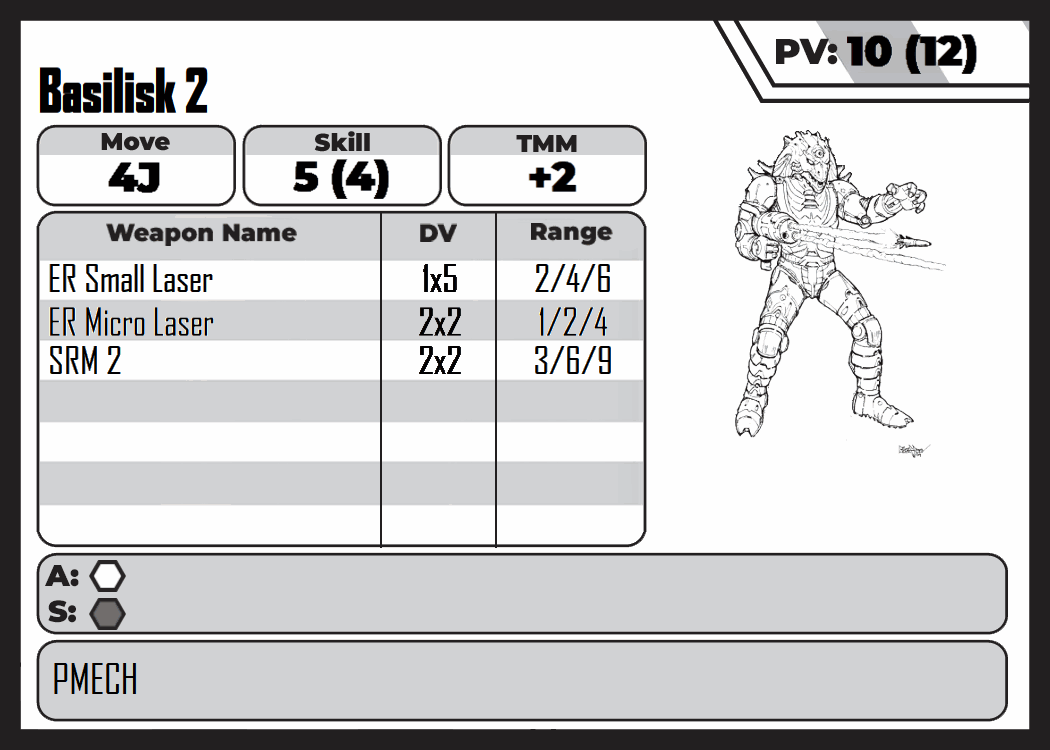 PV: 10 (12)
Basilisk 2
Move Skill TMM
4J 5 (4) +2
Weapon Name DV Range
ER Small Laser 1x5 2/4/6
ER Micro Laser 2x2 1/2/4
SRM 2 2x2 3/6/9
A:
S:
PMECH